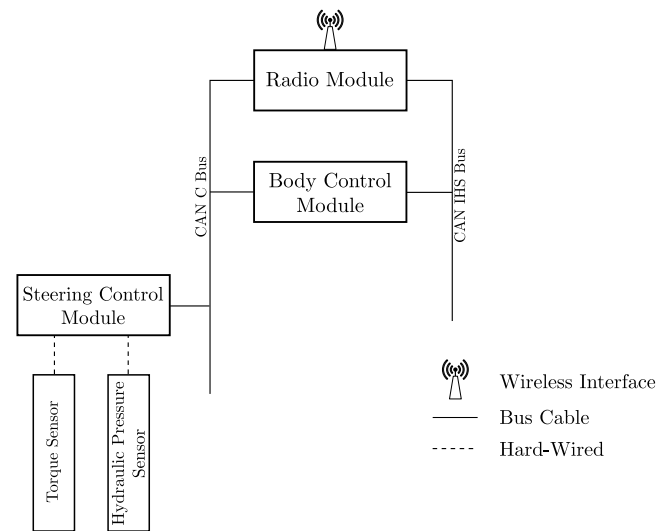 Radio Module
CAN C Bus
CAN IHS Bus
Body Control
Module
Steering Control
Module
Torque Sensor
Hydraulic Pressure
Sensor
Wireless Interface
Bus Cable
Hard-Wired